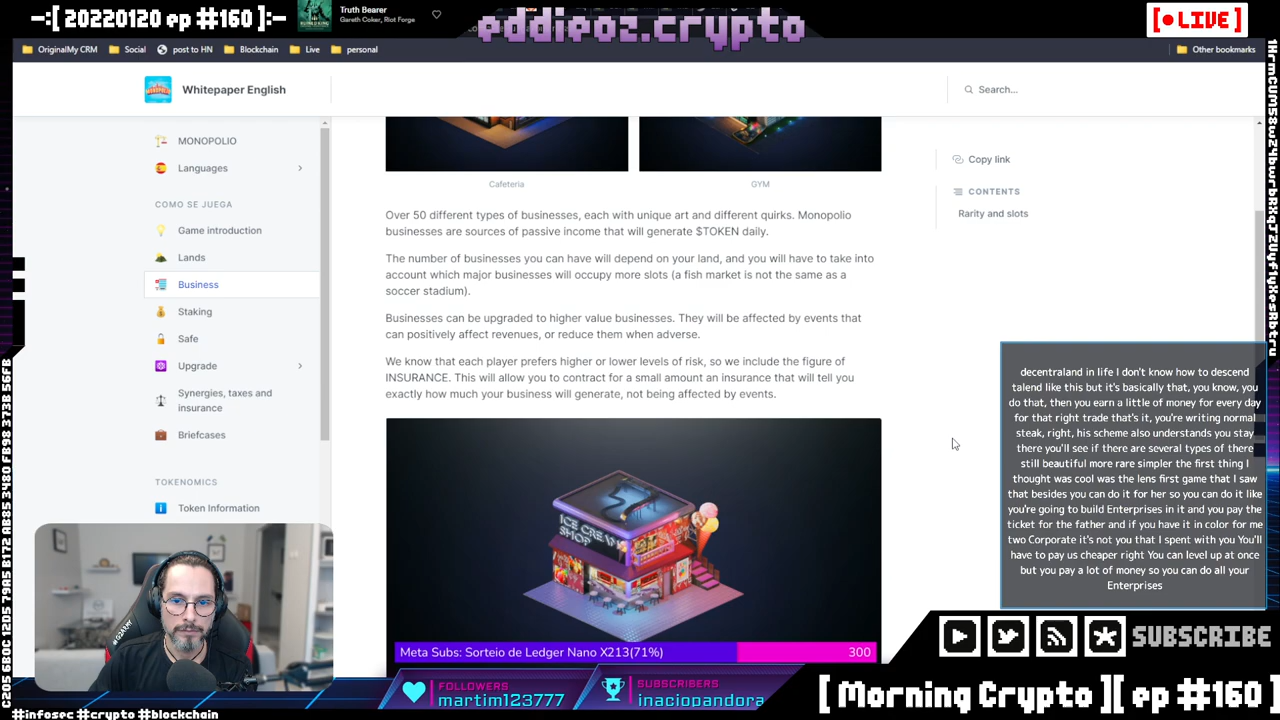 -:[ 20220120 ep #160 ]:-
Truth Bearer
Gareth Coker, Riot Forge
eddieoz.crypto
[● LIVE]
OriginalMy CRM
Social
post to HN
Blockchain
Live
personal
Other bookmarks
Whitepaper English
Search...
MONOPOLIO
Languages
COMO SE JUEGA
Game introduction
Lands
Business
Staking
Safe
Upgrade
Synergies, taxes and
insurance
Briefcases
TOKENOMICS
Token Information
Cafeteria
GYM
Over 50 different types of businesses, each with unique art and different quirks. Monopolio
businesses are sources of passive income that will generate $TOKEN daily.
The number of businesses you can have will depend on your land, and you will have to take into
account which major businesses will occupy more slots (a fish market is not the same as a
soccer stadium).
Businesses can be upgraded to higher value businesses. They will be affected by events that
can positively affect revenues, or reduce them when adverse.
We know that each player prefers higher or lower levels of risk, so we include the figure of
INSURANCE. This will allow you to contract for a small amount an insurance that will tell you
exactly how much your business will generate, not being affected by events.
ICE CREAM
SHOP
Copy link
CONTENTS
Rarity and slots
decentraland in life I don't know how to descend
talend like this but it's basically that, you know, you
do that, then you earn a little of money for every day
for that right trade that's it, you're writing normal
steak, right, his scheme also understands you stay
there you'll see if there are several types of there
still beautiful more rare simpler the first thing I
thought was cool was the lens first game that I saw
that besides you can do it for her so you can do it like
you're going to build Enterprises in it and you pay the
ticket for the father and if you have it in color for me
two Corporate it's not you that I spent with you You'll
have to pay us cheaper right You can level up at once
but you pay a lot of money so you can do all your
Enterprises
Meta Subs: Sorteio de Ledger Nano X213(71%)
300
FOLLOWERS
martim123777
SUBSCRIBERS
inaciopandora
SUBSCRIBE
[ Morning Crypto ][ ep #160 ]
#infosec #crypto #blockchain